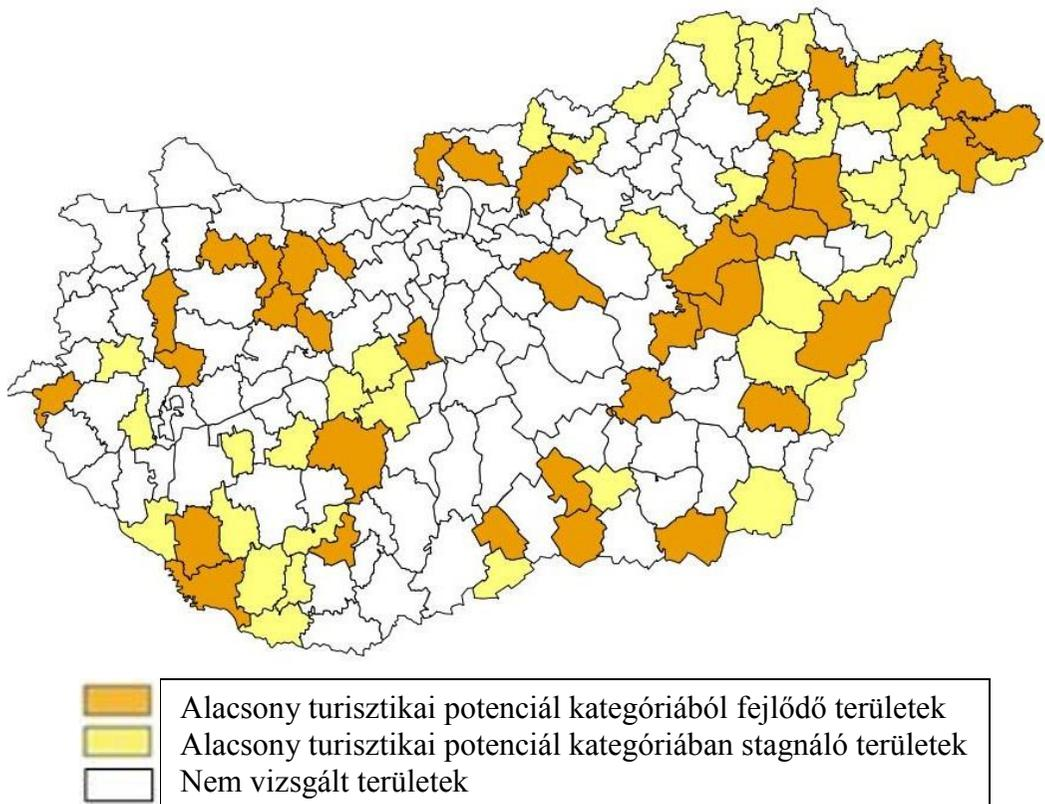 Alacsony turisztikai potenciál kategóriából fejlődő területek
Alacsony turisztikai potenciál kategóriában stagnáló területek
Nem vizsgált területek